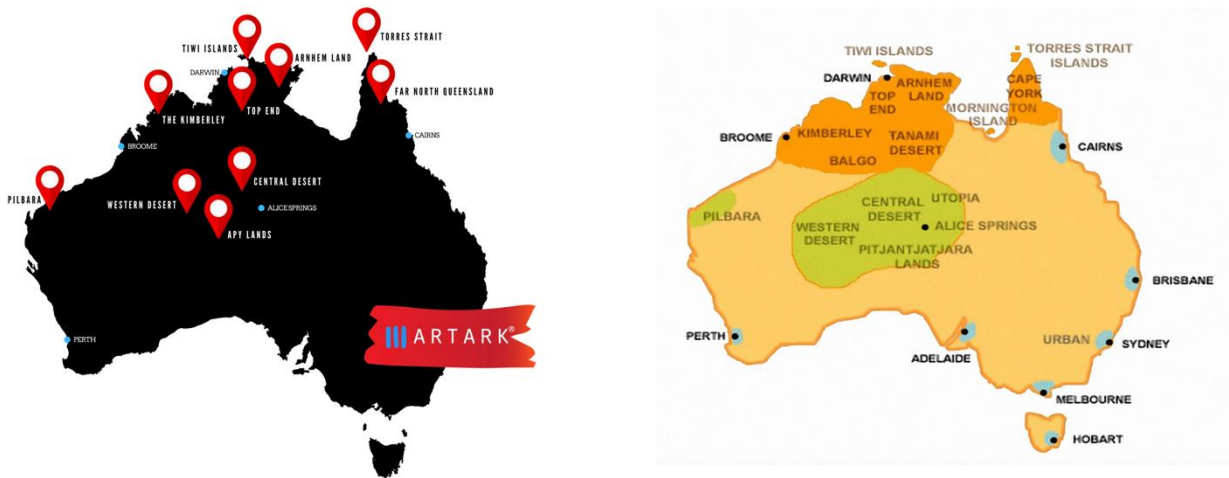 TORRES STRAIT
TIWI ISLANDS
ARNHEM LAND
DARWIN
FAR NORTH QUEENSLAND
TOP END
THE KIMBERLEY
CAIRNS
BROOME
CENTRAL DESERT
PILBARA
WESTERN DESERT
ALICE SPRINGS
APY LANDS
ARTARK®
PERTH
TIWI ISLANDS
TORRES STRAIT
ISLANDS
DARWIN
ARNHEM
LAND
CAPE
YORK
TOP
END
MORNINGTON
ISLAND
BROOME
KIMBERLEY
TANAMI
DESERT
CAIRNS
BALGO
UTOPIA
CENTRAL
DESERT
PILBARA
WESTERN
DESERT
ALICE SPRINGS
PITJANTJATJARA
LANDS
BRISBANE
PERTH
URBAN
SYDNEY
ADELAIDE
MELBOURNE
HOBART